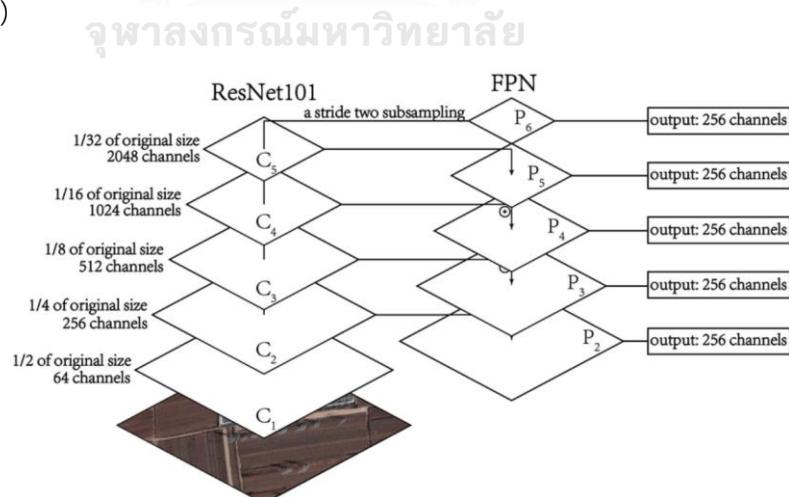 )
จุฬาลงกรณ์มหาวิทยาลัย
ResNet101
FPN
a stride two subsampling
P6
output: 256 channels
1/32 of original size
2048 channels
C5
P5
output: 256 channels
1/16 of original size
1024 channels
C4
P4
output: 256 channels
1/8 of original size
512 channels
C3
P3
output: 256 channels
1/4 of original size
256 channels
C2
P2
output: 256 channels
1/2 of original size
64 channels
C1